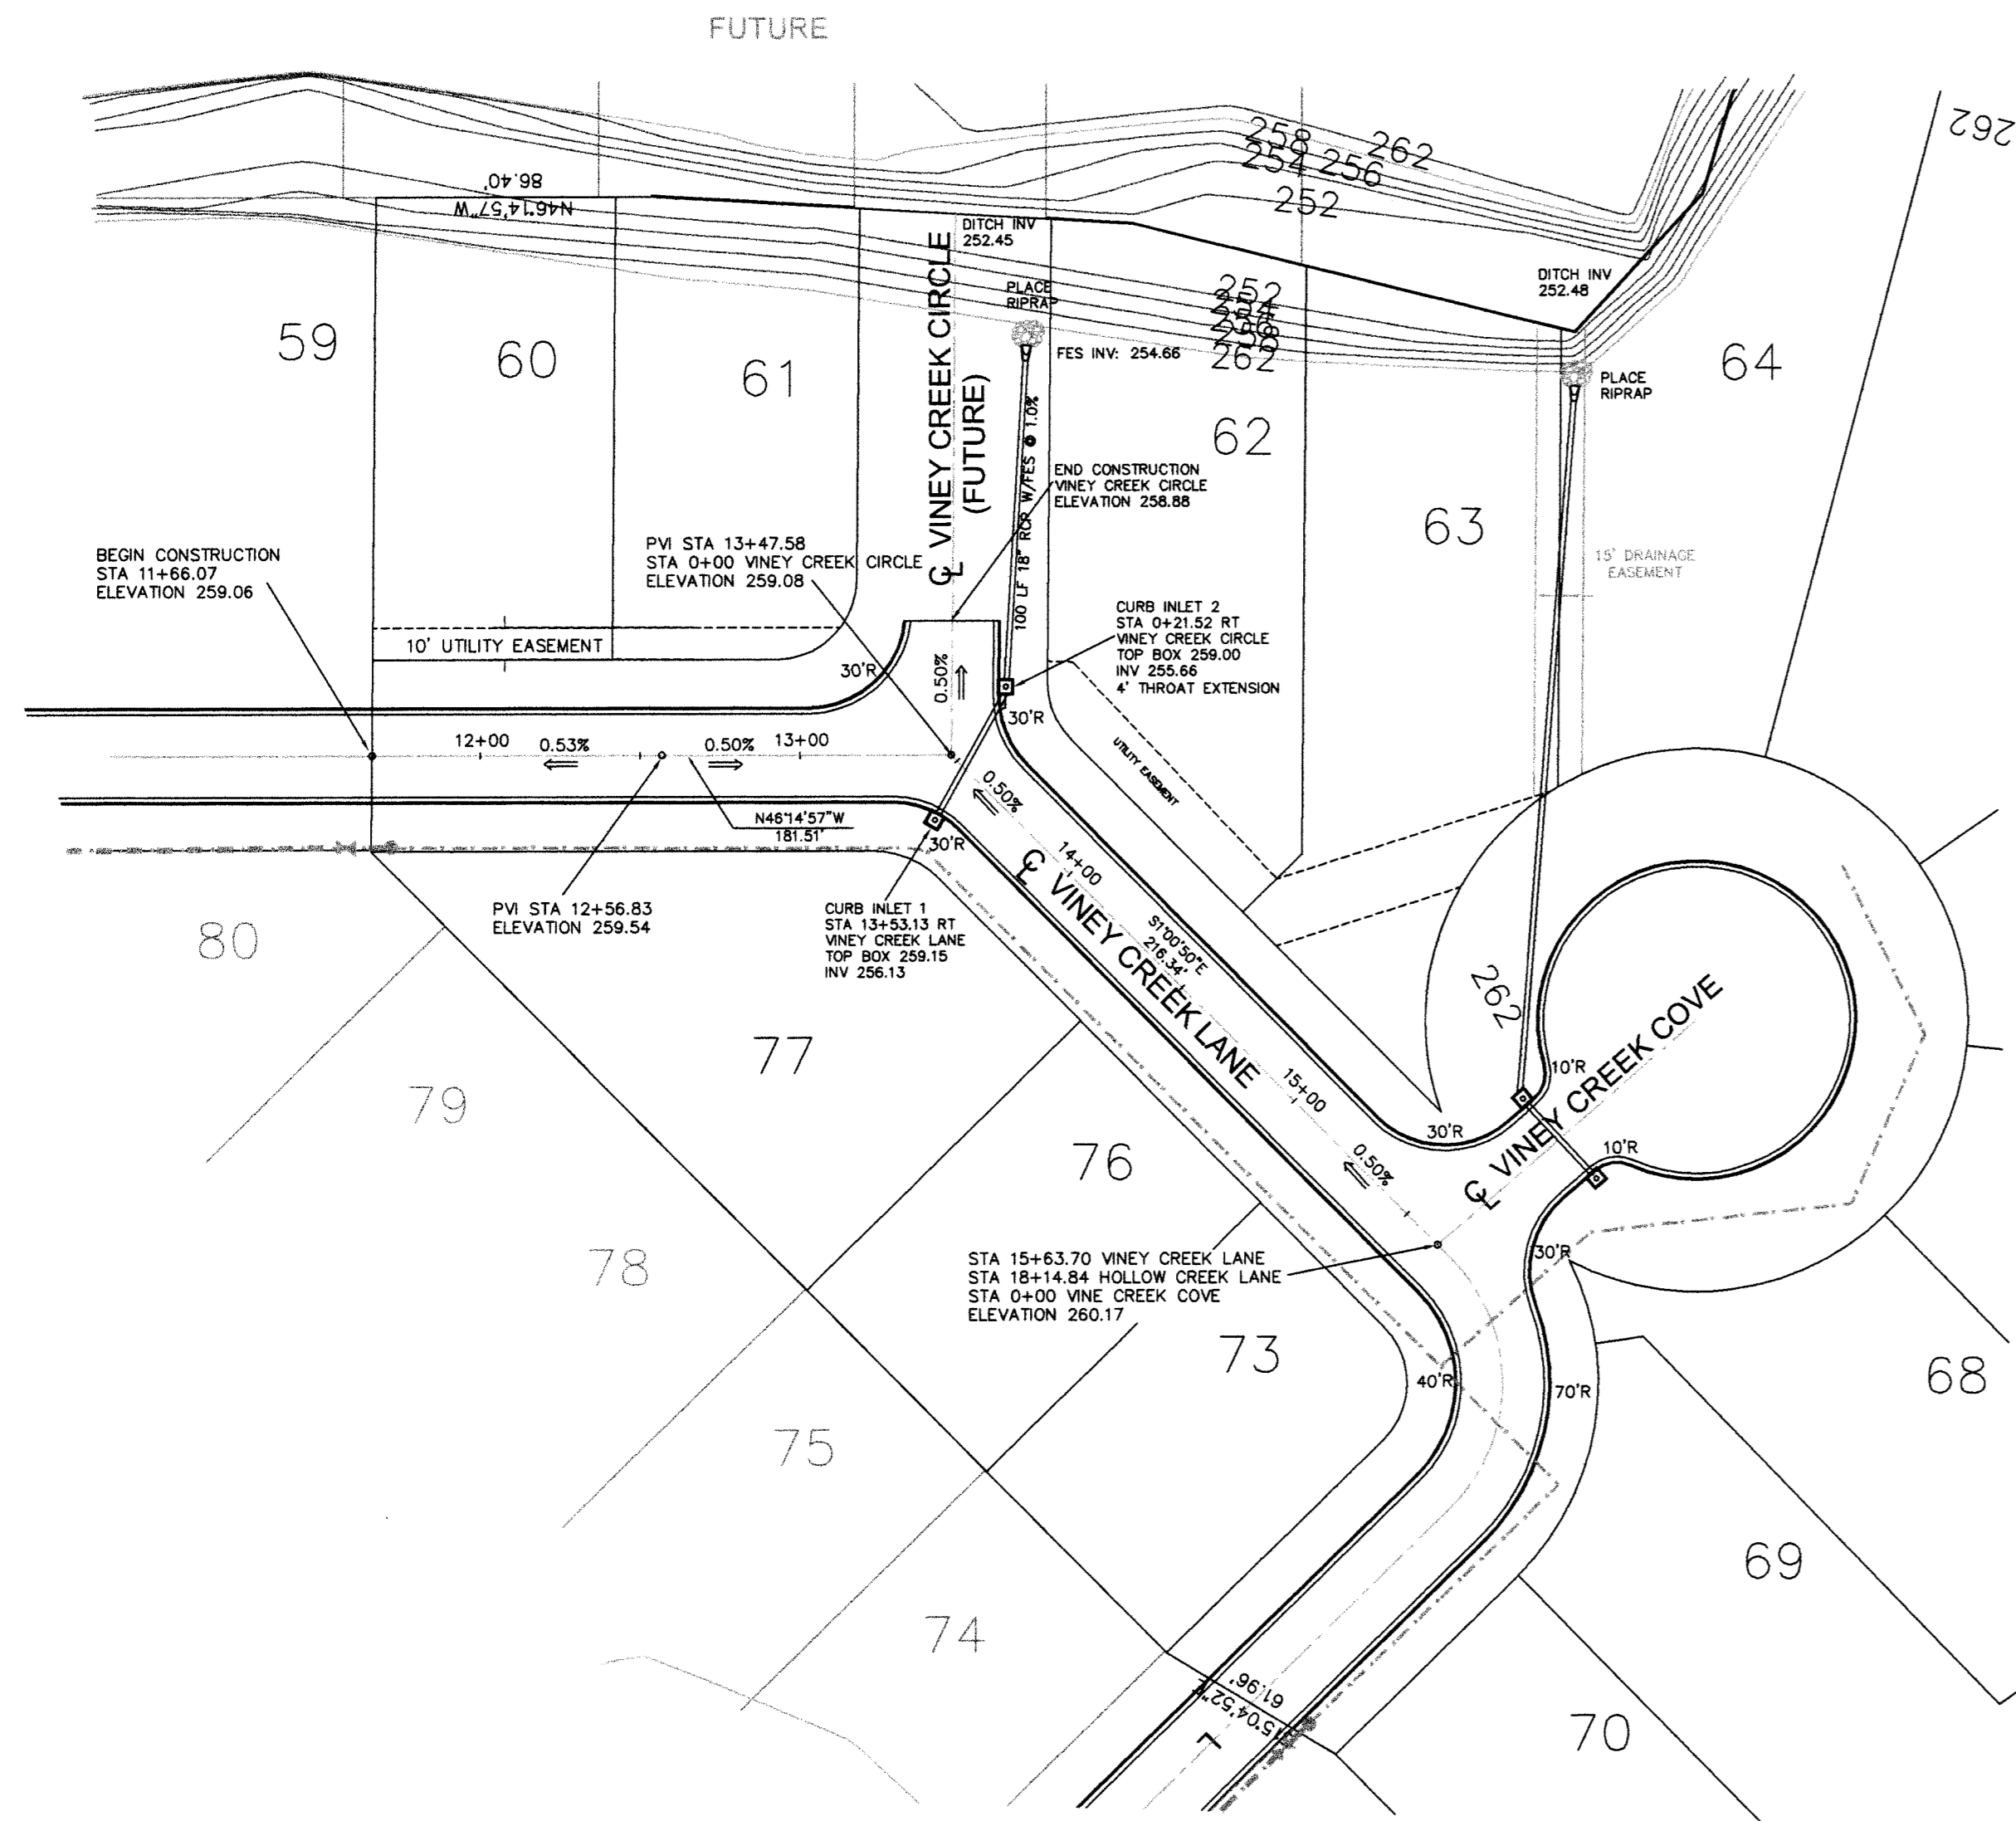 FUTURE
262
258
262
254
256
252
86.40'
N46°14'57"W
DITCH INV
252.45
DITCH INV
252.48
PLACE
RIPRAP
252
254
256
258
262
FES INV: 254.66
59
60
61
62
63
64
PLACE
RIPRAP
℄ VINEY CREEK CIRCLE
(FUTURE)
100 LF 18" RCP W/FES @ 1.0%
END CONSTRUCTION
VINEY CREEK CIRCLE
ELEVATION 258.88
BEGIN CONSTRUCTION
STA 11+66.07
ELEVATION 259.06
PVI STA 13+47.58
STA 0+00 VINEY CREEK CIRCLE
ELEVATION 259.08
15' DRAINAGE
EASEMENT
CURB INLET 2
STA 0+21.52 RT
VINEY CREEK CIRCLE
TOP BOX 259.00
INV 255.66
4' THROAT EXTENSION
10' UTILITY EASEMENT
30'R
0.50%
30'R
12+00
0.53%
0.50%
13+00
UTILITY EASEMENT
0.50%
N46°14'57"W
181.51'
30'R
14+00
PVI STA 12+56.83
ELEVATION 259.54
CURB INLET 1
STA 13+53.13 RT
VINEY CREEK LANE
TOP BOX 259.15
INV 256.13
℄ VINEY CREEK LANE
S1°00'50"E
216.34'
80
77
79
76
78
262
15+00
10'R
30'R
℄ VINEY CREEK COVE
10'R
0.50%
30'R
STA 15+63.70 VINEY CREEK LANE
STA 18+14.84 HOLLOW CREEK LANE
STA 0+00 VINE CREEK COVE
ELEVATION 260.17
73
40'R
70'R
68
75
69
74
61.96'
5°04'52"
70